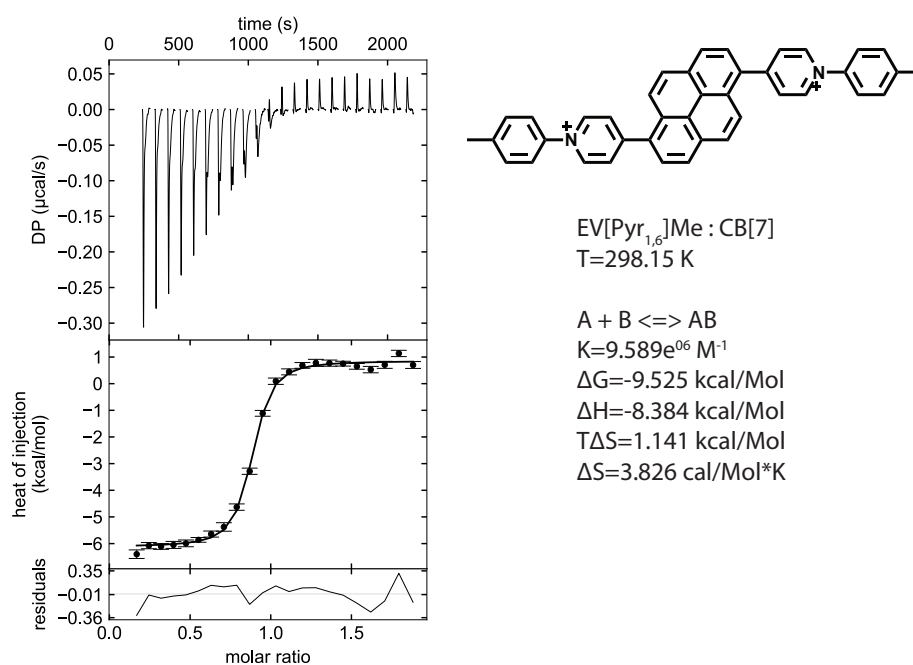 time (s)
0 500 1000 1500 2000
0.05
0.00
−0.05
−0.10
−0.15
−0.20
−0.25
−0.30
DP (µcal/s)
1
0
−1
−2
−3
−4
−5
−6
heat of injection
(kcal/mol)
0.35
−0.01
−0.36
residuals
0.0 0.5 1.0 1.5
molar ratio
N
+
N
+
EV[Pyr1,6]Me : CB[7]
T=298.15 K
A + B <=> AB
K=9.589e06 M-1
ΔG=-9.525 kcal/Mol
ΔH=-8.384 kcal/Mol
TΔS=1.141 kcal/Mol
ΔS=3.826 cal/Mol*K